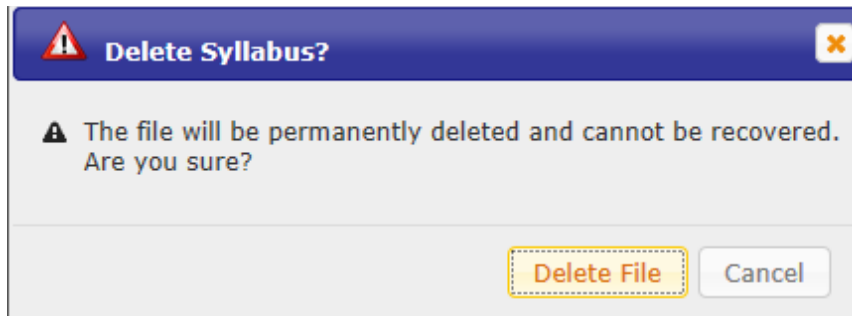 Delete Syllabus?
The file will be permanently deleted and cannot be recovered.
Are you sure?
Delete File
Cancel